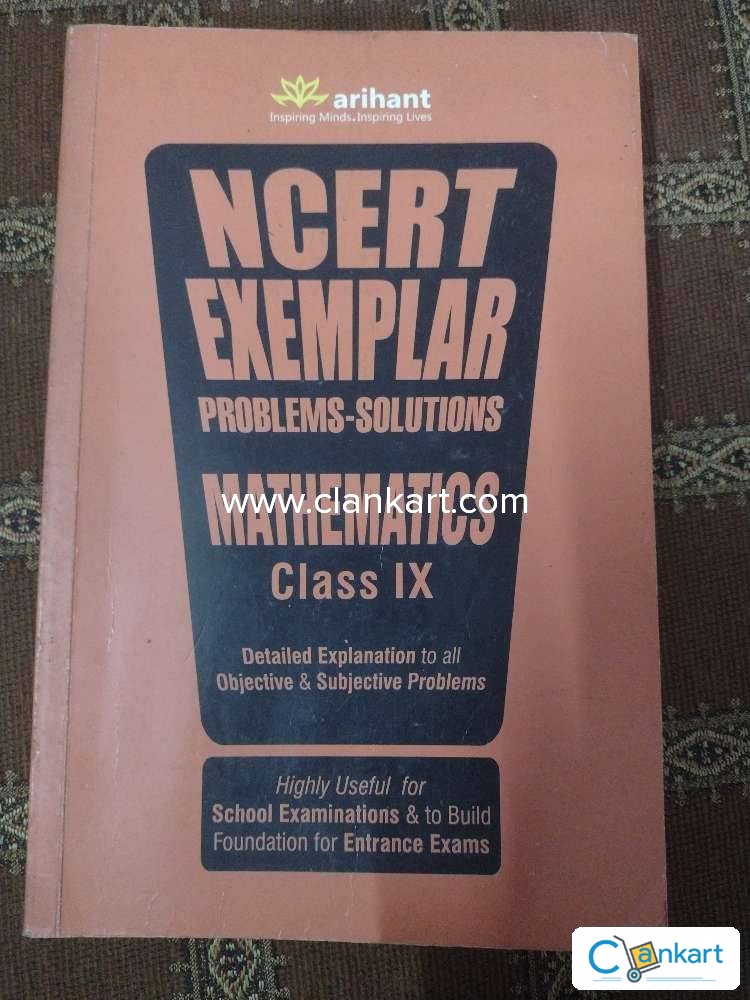 arihant
Inspiring Minds.Inspiring Lives
NCERT
EXEMPLAR
PROBLEMS-SOLUTIONS
MATHEMATICS
www.clankart.com
Class IX
Detailed Explanation to all
Objective & Subjective Problems
Highly Useful for
School Examinations & to Build
Foundation for Entrance Exams
Clankart